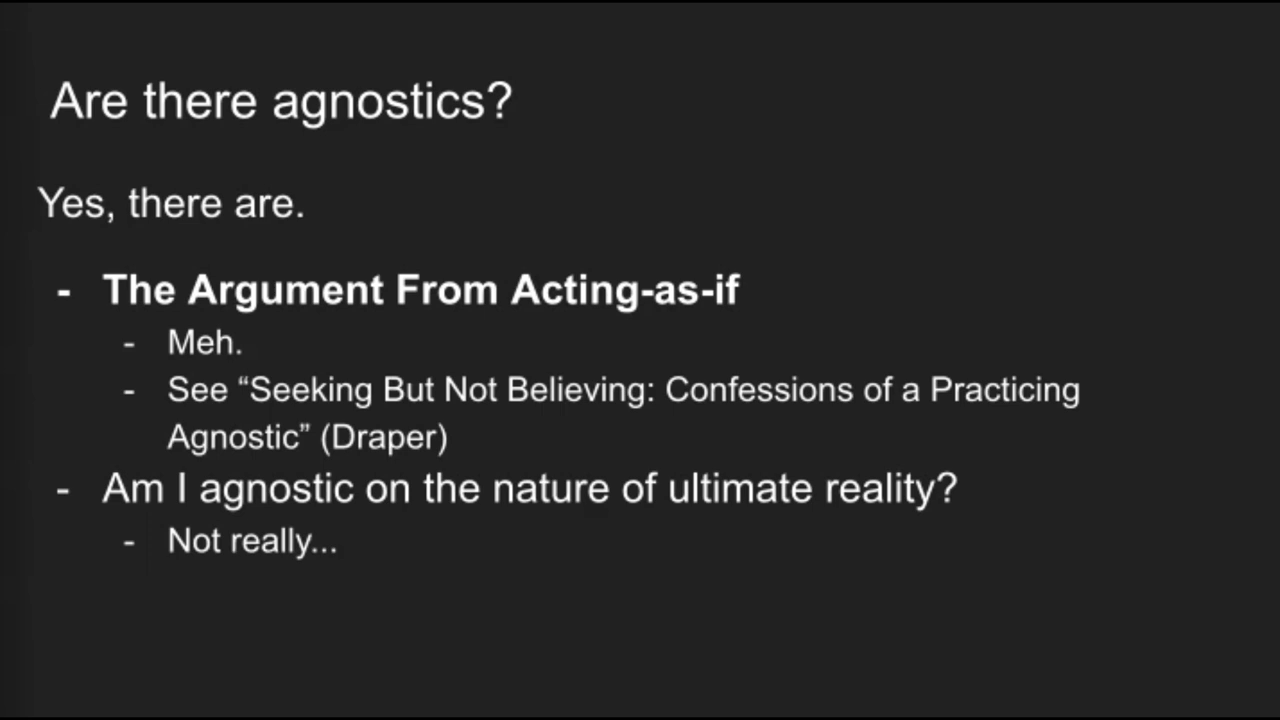 Are there agnostics?
Yes, there are.
- The Argument From Acting-as-if
- Meh.
- See “Seeking But Not Believing: Confessions of a Practicing
Agnostic” (Draper)
- Am I agnostic on the nature of ultimate reality?
- Not really...